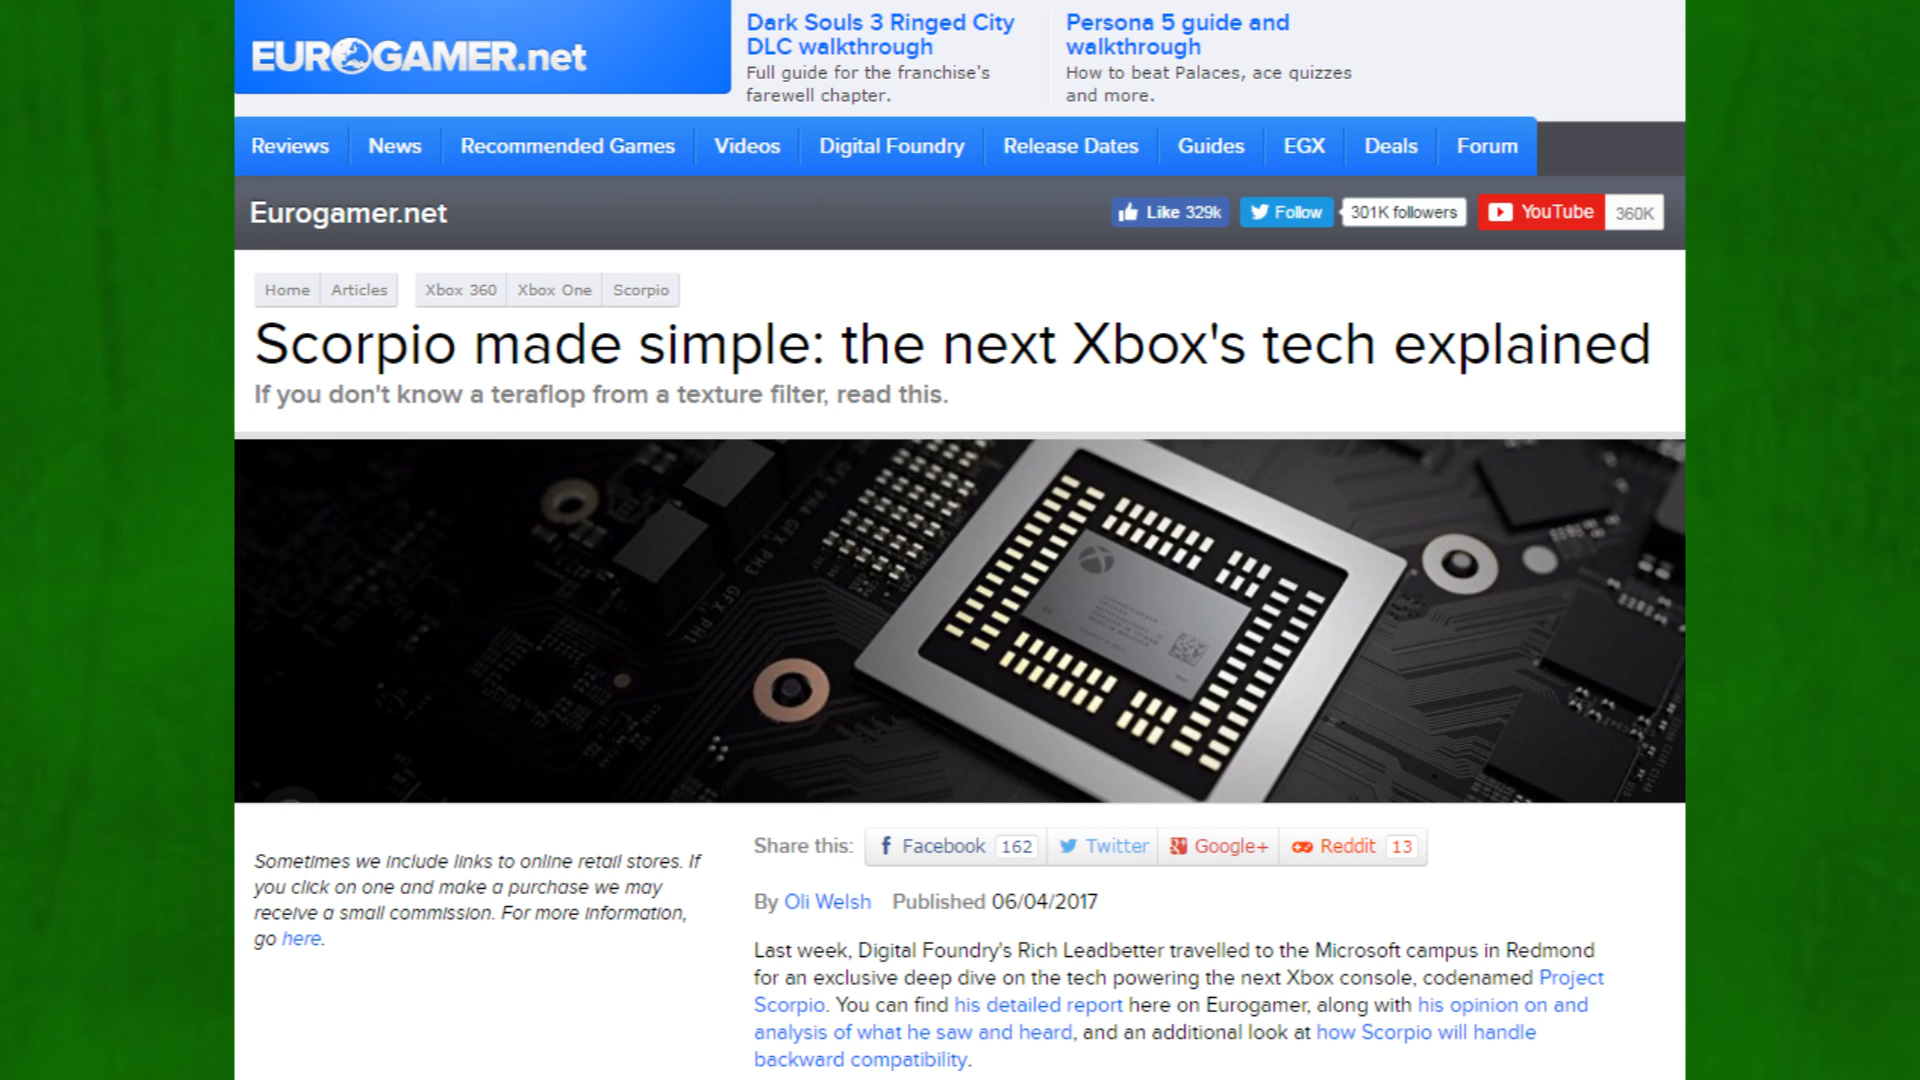 EUROGAMER.net
Dark Souls 3 Ringed City
DLC walkthrough
Full guide for the franchise's
farewell chapter.
Persona 5 guide and
walkthrough
How to beat Palaces, ace quizzes
and more.
Reviews News Recommended Games Videos Digital Foundry Release Dates Guides EGX Deals Forum
Eurogamer.net
Like 329k Follow 301K followers YouTube 360K
Home Articles Xbox 360 Xbox One Scorpio
Scorpio made simple: the next Xbox's tech explained
If you don't know a teraflop from a texture filter, read this.
GFX PH4
GFX PH3
GFX PH1
Sometimes we include links to online retail stores. If
you click on one and make a purchase we may
receive a small commission. For more information,
go here.
Share this: Facebook 162 Twitter Google+ Reddit 13
By Oli Welsh Published 06/04/2017
Last week, Digital Foundry's Rich Leadbetter travelled to the Microsoft campus in Redmond
for an exclusive deep dive on the tech powering the next Xbox console, codenamed Project
Scorpio. You can find his detailed report here on Eurogamer, along with his opinion on and
analysis of what he saw and heard, and an additional look at how Scorpio will handle
backward compatibility.